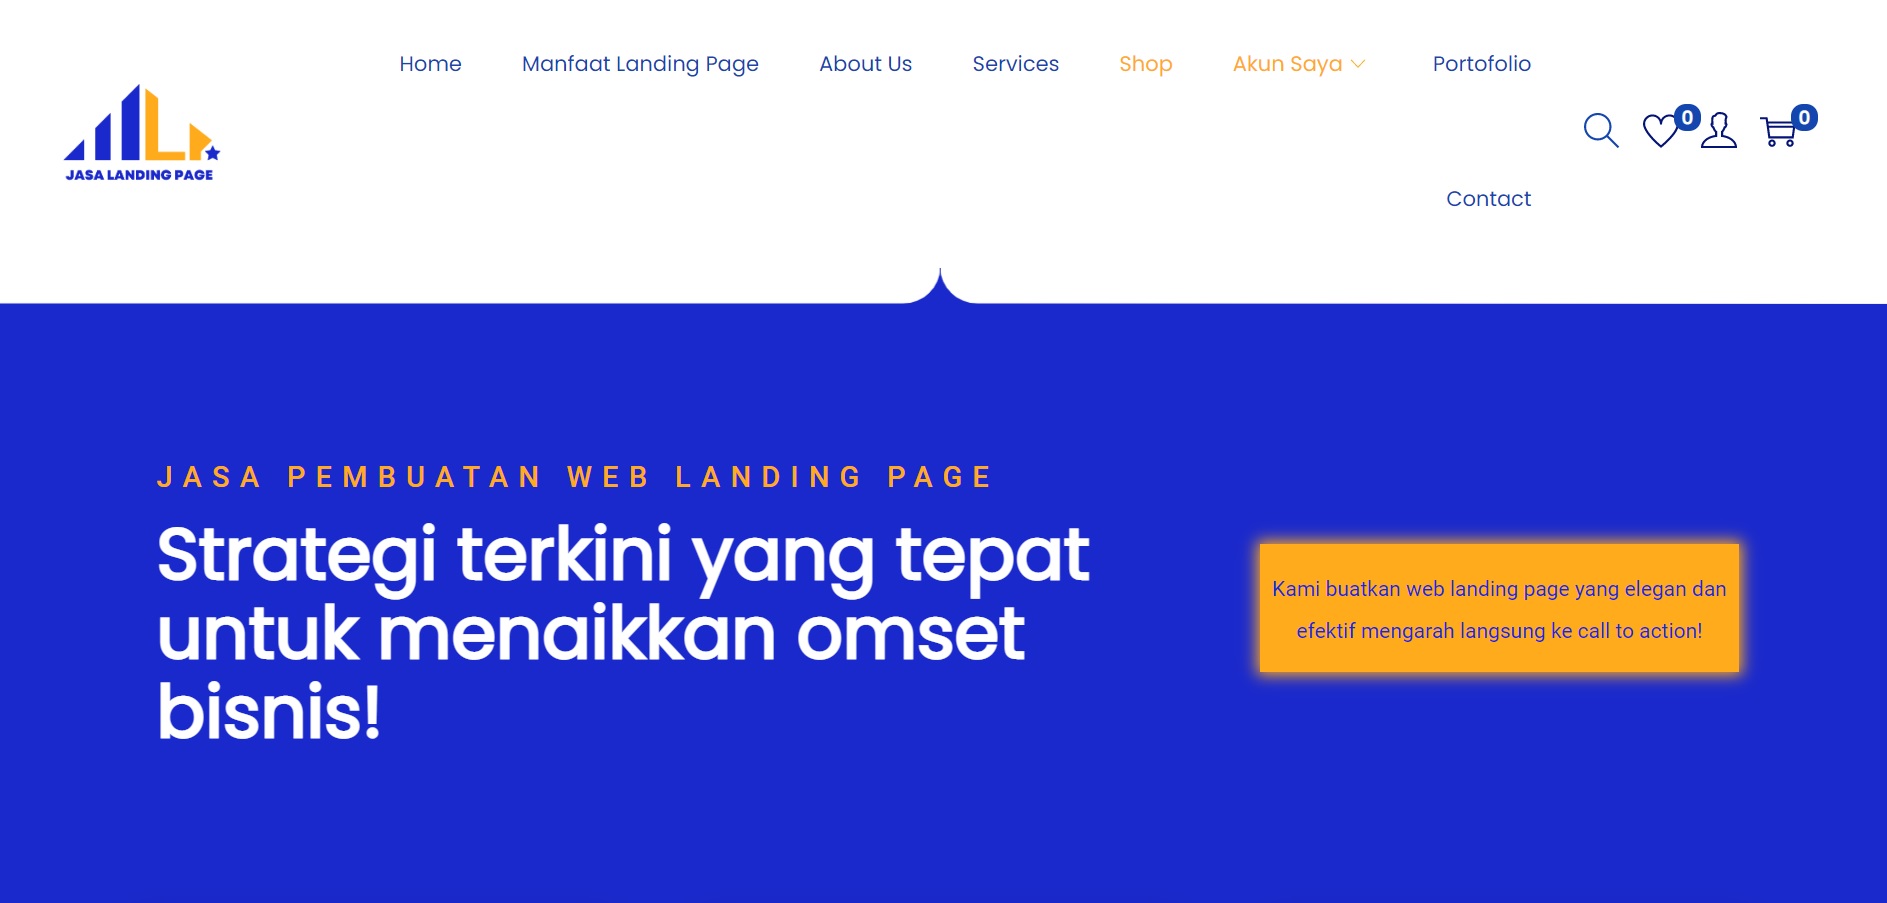 Home Manfaat Landing Page About Us Services Shop Akun Saya Portofolio
JASA LANDING PAGE
0 0
Contact
JASA PEMBUATAN WEB LANDING PAGE
Strategi terkini yang tepat
untuk menaikkan omset
bisnis!
Kami buatkan web landing page yang elegan dan
efektif mengarah langsung ke call to action!